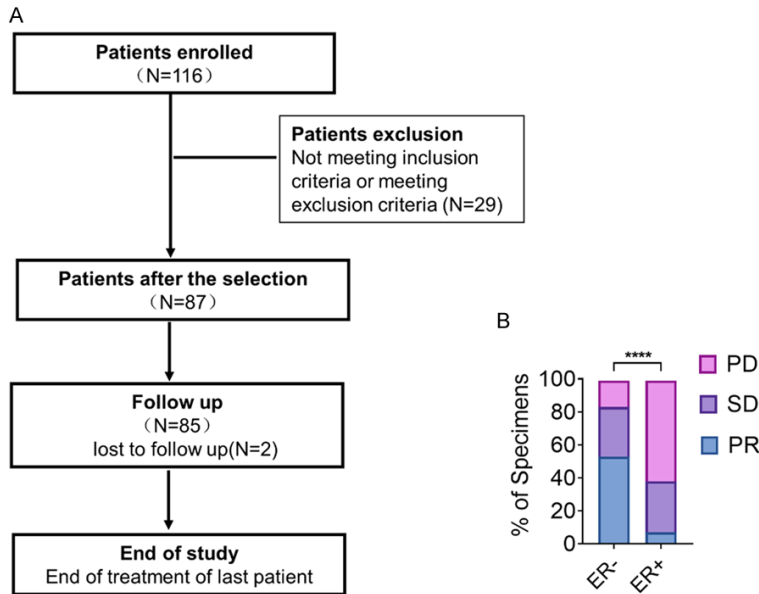 A
Patients enrolled
（N=116）
Patients exclusion
Not meeting inclusion
criteria or meeting
exclusion criteria (N=29)
Patients after the selection
（N=87）
Follow up
（N=85）
lost to follow up(N=2)
End of study
End of treatment of last patient
B
****
% of Specimens
100
80
60
40
20
0
ER-
ER+
PD
SD
PR